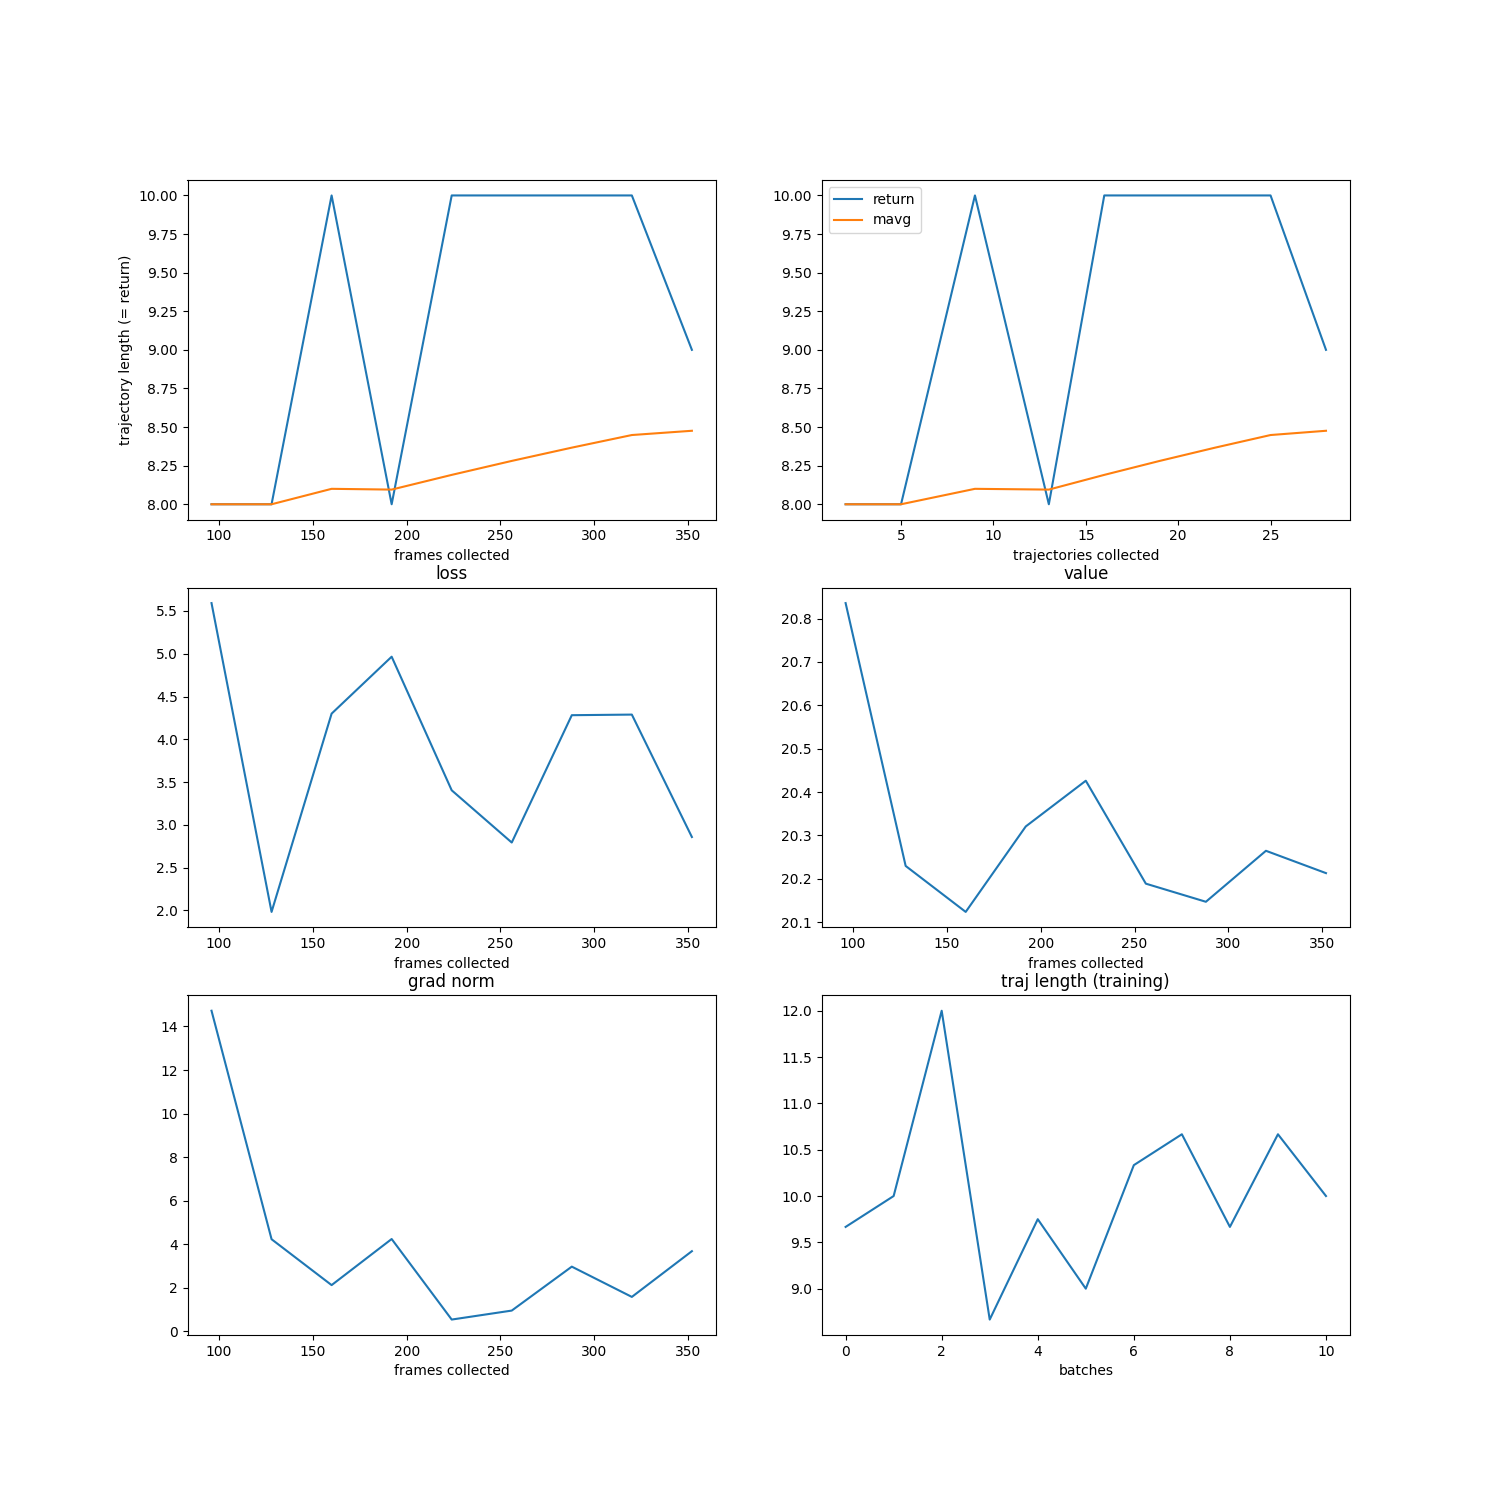 10.00
9.75
9.50
9.25
9.00
8.75
8.50
8.25
8.00
trajectory length (= return)
100 150 200 250 300 350
frames collected
return
mavg
10.00
9.75
9.50
9.25
9.00
8.75
8.50
8.25
8.00
5 10 15 20 25
trajectories collected
loss
5.5
5.0
4.5
4.0
3.5
3.0
2.5
2.0
100 150 200 250 300 350
frames collected
value
20.8
20.7
20.6
20.5
20.4
20.3
20.2
20.1
100 150 200 250 300 350
frames collected
grad norm
14
12
10
8
6
4
2
0
100 150 200 250 300 350
frames collected
traj length (training)
12.0
11.5
11.0
10.5
10.0
9.5
9.0
0 2 4 6 8 10
batches